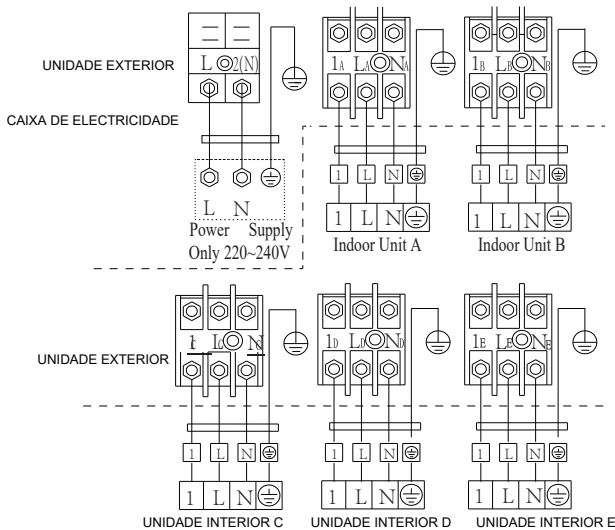 UNIDADE EXTERIOR
L 2(N)
1A LA NA
1B LB NB
CAIXA DE ELECTRICIDADE
L N
Power Supply
Only 220~240V
1 L N
1 L N
Indoor Unit A
1 L N
1 L N
Indoor Unit B
UNIDADE EXTERIOR
1C LC N
1D LD ND
1E LE NE
1 L N
1 L N
UNIDADE INTERIOR C
1 L N
1 L N
UNIDADE INTERIOR D
1 L N
1 L N
UNIDADE INTERIOR E